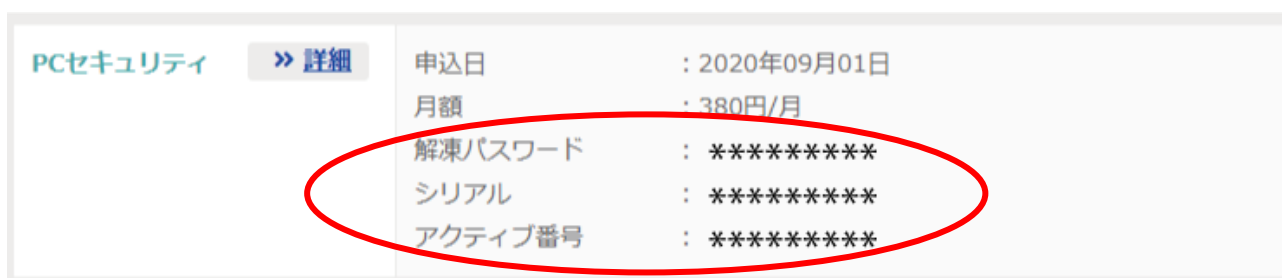 PCセキュリティ >> 詳細
申込日 : 2020年09月01日
月額 : 380円/月
解凍パスワード : *********
シリアル : *********
アクティブ番号 : *********